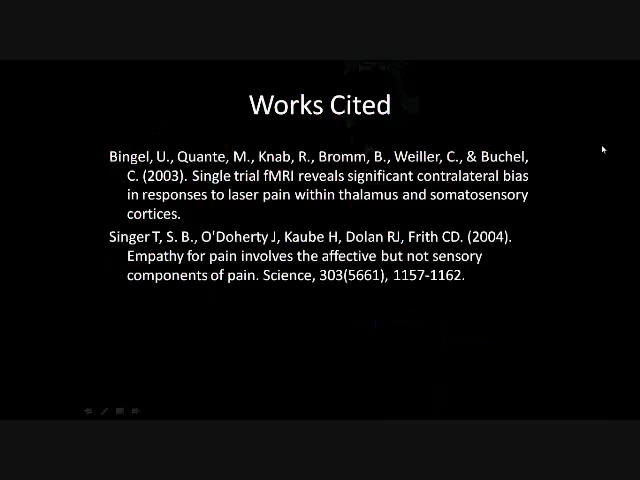 Works Cited
Bingel, U., Quante, M., Knab, R., Bromm, B., Weiller, C., & Buchel,
C. (2003). Single trial fMRI reveals significant contralateral bias
in responses to laser pain within thalamus and somatosensory
cortices.
Singer T, S. B., O'Doherty J, Kaube H, Dolan RJ, Frith CD. (2004).
Empathy for pain involves the affective but not sensory
components of pain. Science, 303(5661), 1157-1162.